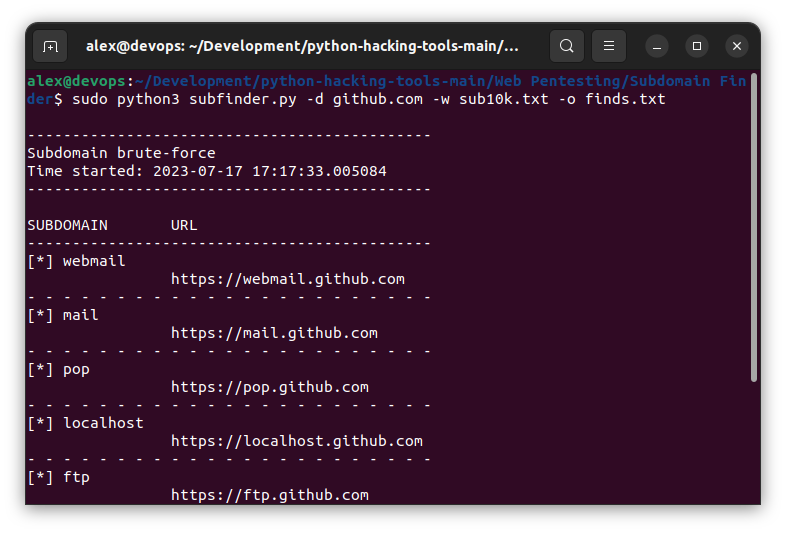 alex@devops: ~/Development/python-hacking-tools-main/...
alex@devops:~/Development/python-hacking-tools-main/Web Pentesting/Subdomain Fin
der$ sudo python3 subfinder.py -d github.com -w sub10k.txt -o finds.txt
---------------------------------------------
Subdomain brute-force
Time started: 2023-07-17 17:17:33.005084
---------------------------------------------
SUBDOMAIN       URL
---------------------------------------------
[*] webmail
https://webmail.github.com
- - - - - - - - - - - - - - - - - - - - - - -
[*] mail
https://mail.github.com
- - - - - - - - - - - - - - - - - - - - - - -
[*] pop
https://pop.github.com
- - - - - - - - - - - - - - - - - - - - - - -
[*] localhost
https://localhost.github.com
- - - - - - - - - - - - - - - - - - - - - - -
[*] ftp
https://ftp.github.com